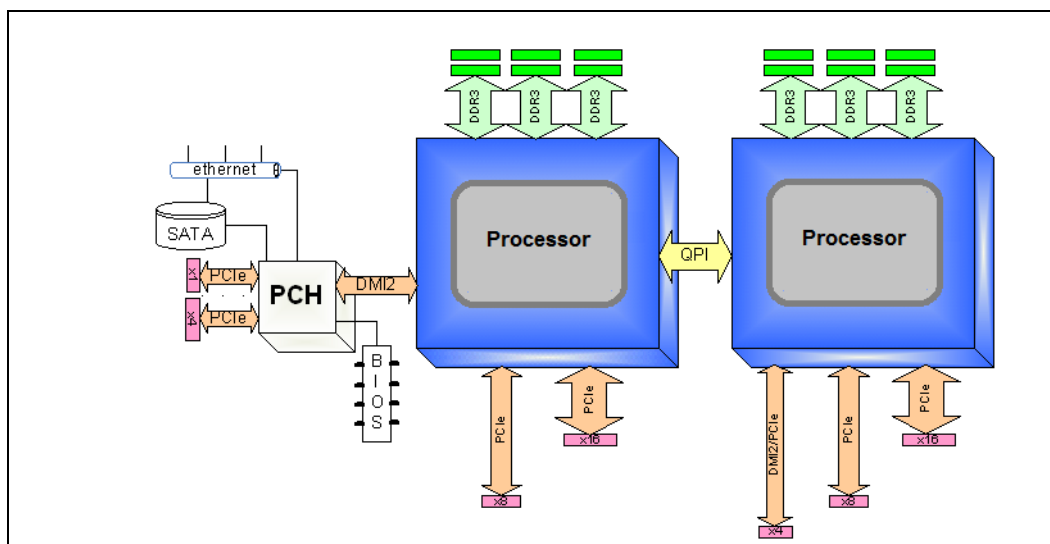 DDR3
DDR3
DDR3
DDR3
DDR3
DDR3
ethernet
SATA
Processor
Processor
QPI
x1
PCIe
PCH
DMI2
x4
PCIe
BIOS
PCIe
PCIe
x16
x8
DMI2/PCIe
PCIe
PCIe
x16
x8
x4